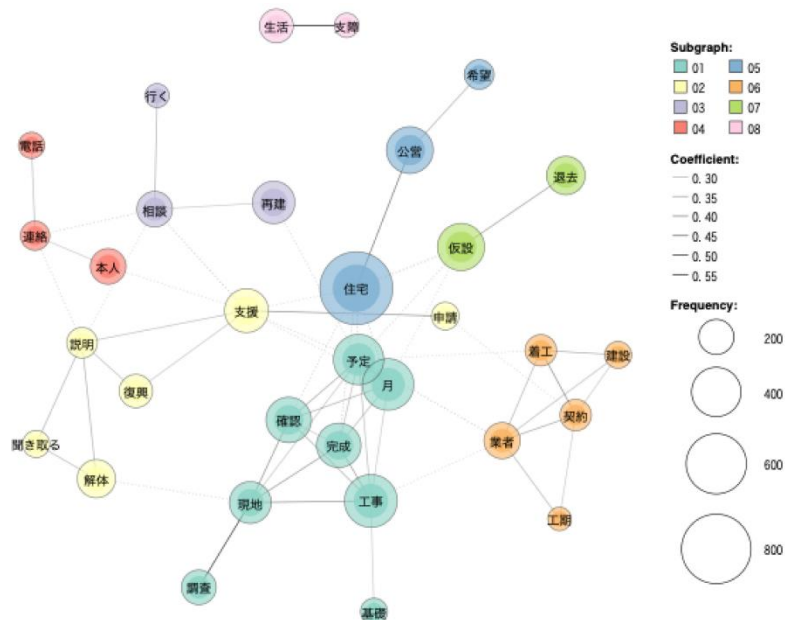 生活
支障
希望
行く
公営
電話
退去
相談
再建
連絡
仮設
本人
住宅
支援
申請
説明
予定
着工
建設
月
復興
確認
契約
聞き取る
完成
業者
解体
現地
工事
工期
調査
基礎
Subgraph:
01 05
02 06
03 07
04 08
Coefficient:
0.30
0.35
0.40
0.45
0.50
0.55
Frequency:
200
400
600
800